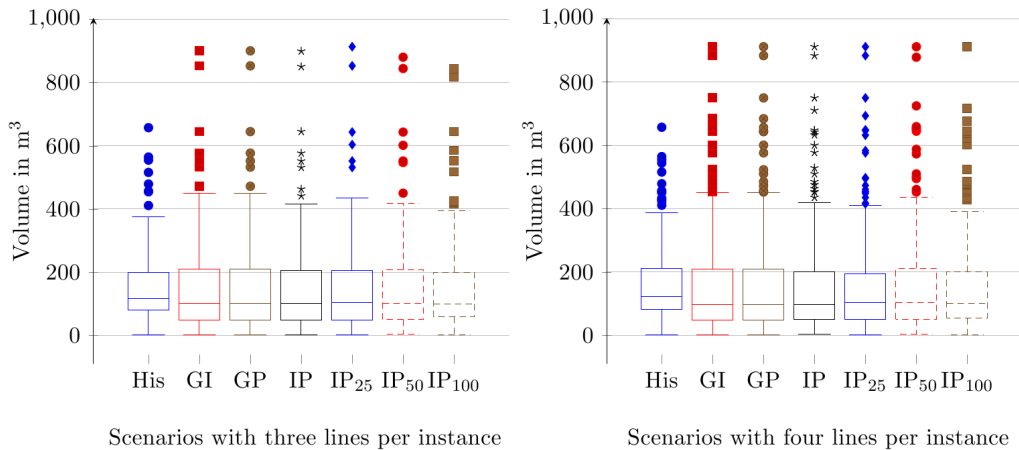 1,000
800
600
400
200
0
Volume in m³
His GI GP IP IP₂₅ IP₅₀ IP₁₀₀
Scenarios with three lines per instance
1,000
800
600
400
200
0
Volume in m³
His GI GP IP IP₂₅ IP₅₀ IP₁₀₀
Scenarios with four lines per instance